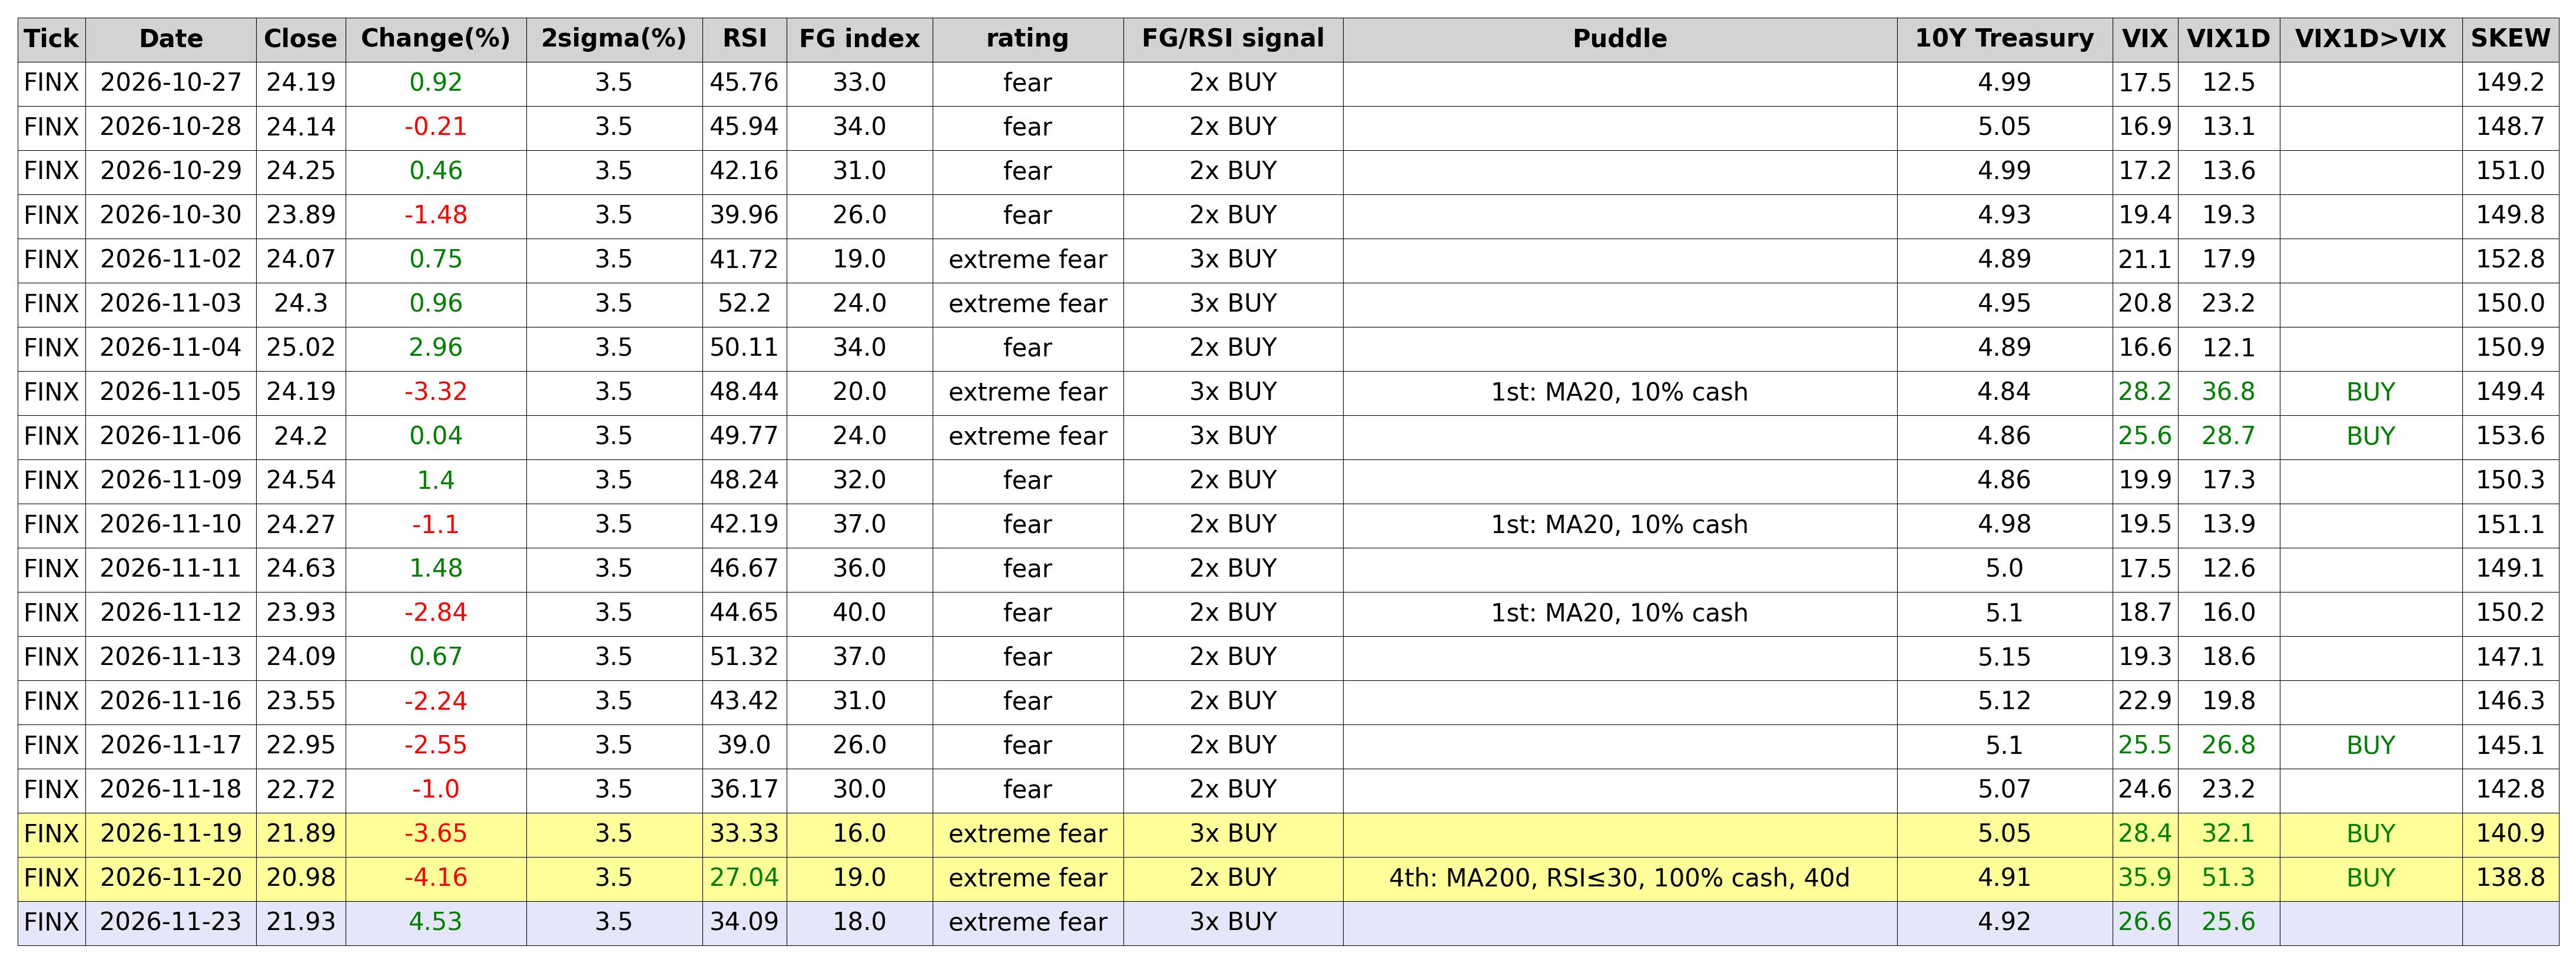 Tick Date Close Change(%) 2sigma(%) RSI FG index rating FG/RSI signal Puddle 10Y Treasury VIX VIX1D VIX1D>VIX SKEW
FINX 2026-10-27 24.19 0.92 3.5 45.76 33.0 fear 2x BUY 4.99 17.5 12.5 149.2
FINX 2026-10-28 24.14 -0.21 3.5 45.94 34.0 fear 2x BUY 5.05 16.9 13.1 148.7
FINX 2026-10-29 24.25 0.46 3.5 42.16 31.0 fear 2x BUY 4.99 17.2 13.6 151.0
FINX 2026-10-30 23.89 -1.48 3.5 39.96 26.0 fear 2x BUY 4.93 19.4 19.3 149.8
FINX 2026-11-02 24.07 0.75 3.5 41.72 19.0 extreme fear 3x BUY 4.89 21.1 17.9 152.8
FINX 2026-11-03 24.3 0.96 3.5 52.2 24.0 extreme fear 3x BUY 4.95 20.8 23.2 150.0
FINX 2026-11-04 25.02 2.96 3.5 50.11 34.0 fear 2x BUY 4.89 16.6 12.1 150.9
FINX 2026-11-05 24.19 -3.32 3.5 48.44 20.0 extreme fear 3x BUY 1st: MA20, 10% cash 4.84 28.2 36.8 BUY 149.4
FINX 2026-11-06 24.2 0.04 3.5 49.77 24.0 extreme fear 3x BUY 4.86 25.6 28.7 BUY 153.6
FINX 2026-11-09 24.54 1.4 3.5 48.24 32.0 fear 2x BUY 4.86 19.9 17.3 150.3
FINX 2026-11-10 24.27 -1.1 3.5 42.19 37.0 fear 2x BUY 1st: MA20, 10% cash 4.98 19.5 13.9 151.1
FINX 2026-11-11 24.63 1.48 3.5 46.67 36.0 fear 2x BUY 5.0 17.5 12.6 149.1
FINX 2026-11-12 23.93 -2.84 3.5 44.65 40.0 fear 2x BUY 1st: MA20, 10% cash 5.1 18.7 16.0 150.2
FINX 2026-11-13 24.09 0.67 3.5 51.32 37.0 fear 2x BUY 5.15 19.3 18.6 147.1
FINX 2026-11-16 23.55 -2.24 3.5 43.42 31.0 fear 2x BUY 5.12 22.9 19.8 146.3
FINX 2026-11-17 22.95 -2.55 3.5 39.0 26.0 fear 2x BUY 5.1 25.5 26.8 BUY 145.1
FINX 2026-11-18 22.72 -1.0 3.5 36.17 30.0 fear 2x BUY 5.07 24.6 23.2 142.8
FINX 2026-11-19 21.89 -3.65 3.5 33.33 16.0 extreme fear 3x BUY 5.05 28.4 32.1 BUY 140.9
FINX 2026-11-20 20.98 -4.16 3.5 27.04 19.0 extreme fear 2x BUY 4th: MA200, RSI≤30, 100% cash, 40d 4.91 35.9 51.3 BUY 138.8
FINX 2026-11-23 21.93 4.53 3.5 34.09 18.0 extreme fear 3x BUY 4.92 26.6 25.6